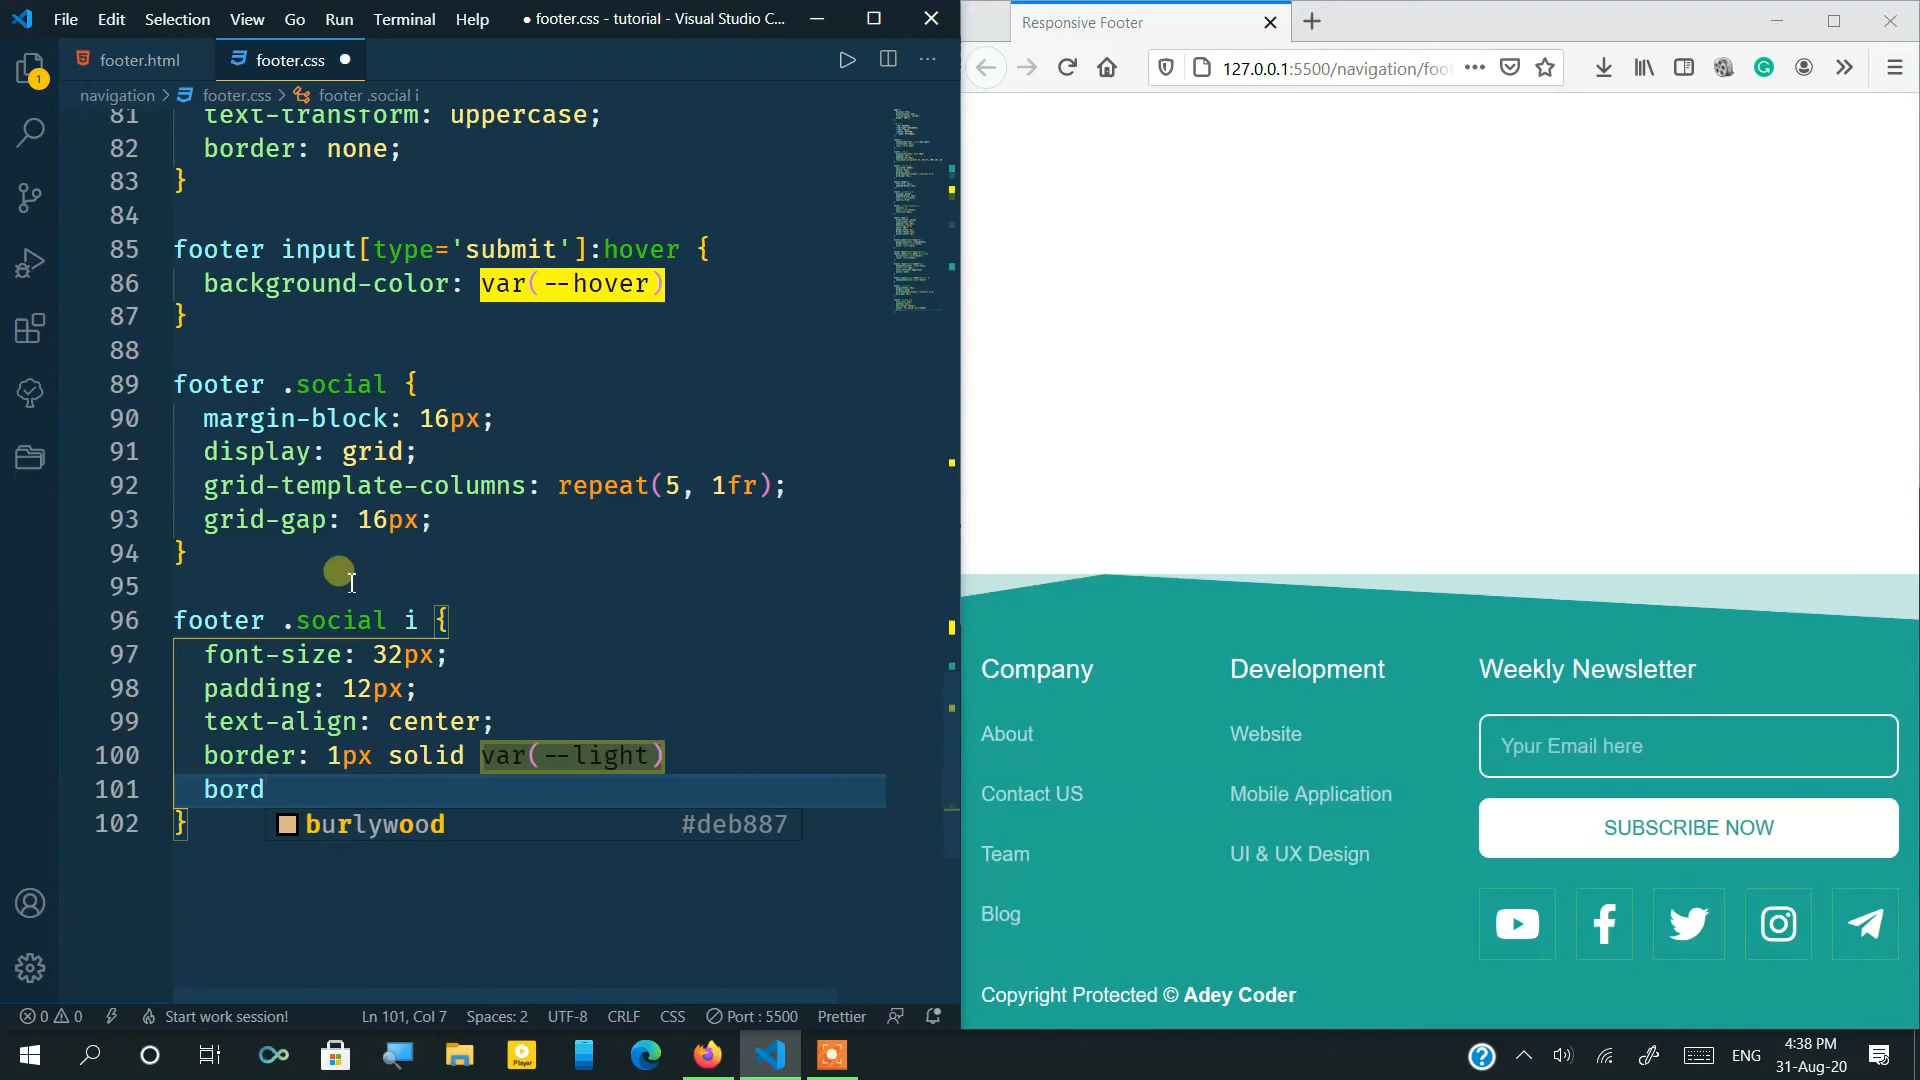 File Edit Selection View Go Run Terminal Help ● footer.css - tutorial - Visual Studio C...
footer.html footer.css ●
navigation > footer.css > footer .social i
81 text-transform: uppercase;
82 border: none;
83 }
84
85 footer input[type='submit']:hover {
86 background-color: var(--hover)
87 }
88
89 footer .social {
90 margin-block: 16px;
91 display: grid;
92 grid-template-columns: repeat(5, 1fr);
93 grid-gap: 16px;
94 }
95
96 footer .social i {
97 font-size: 32px;
98 padding: 12px;
99 text-align: center;
100 border: 1px solid var(--light)
101 bord
102 }
burlywood #deb887
1
0 0 Start work session! Ln 101, Col 7 Spaces: 2 UTF-8 CRLF CSS Port : 5500 Prettier
Responsive Footer
127.0.0.1:5500/navigation/foo
Company
About
Contact US
Team
Blog
Development
Website
Mobile Application
UI & UX Design
Weekly Newsletter
Your Email here
SUBSCRIBE NOW
Copyright Protected © Adey Coder
Player
ENG
4:38 PM
31-Aug-20